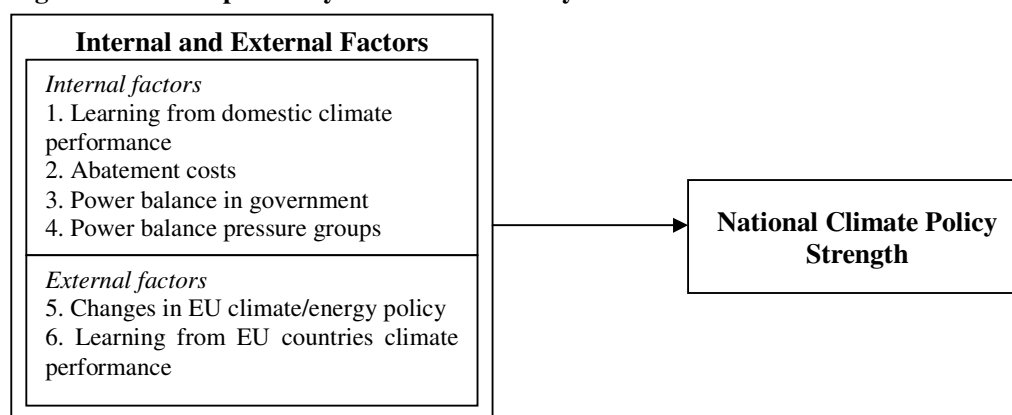 Internal and External Factors
Internal factors
1. Learning from domestic climate
performance
2. Abatement costs
3. Power balance in government
4. Power balance pressure groups
External factors
5. Changes in EU climate/energy policy
6. Learning from EU countries climate
performance
National Climate Policy
Strength